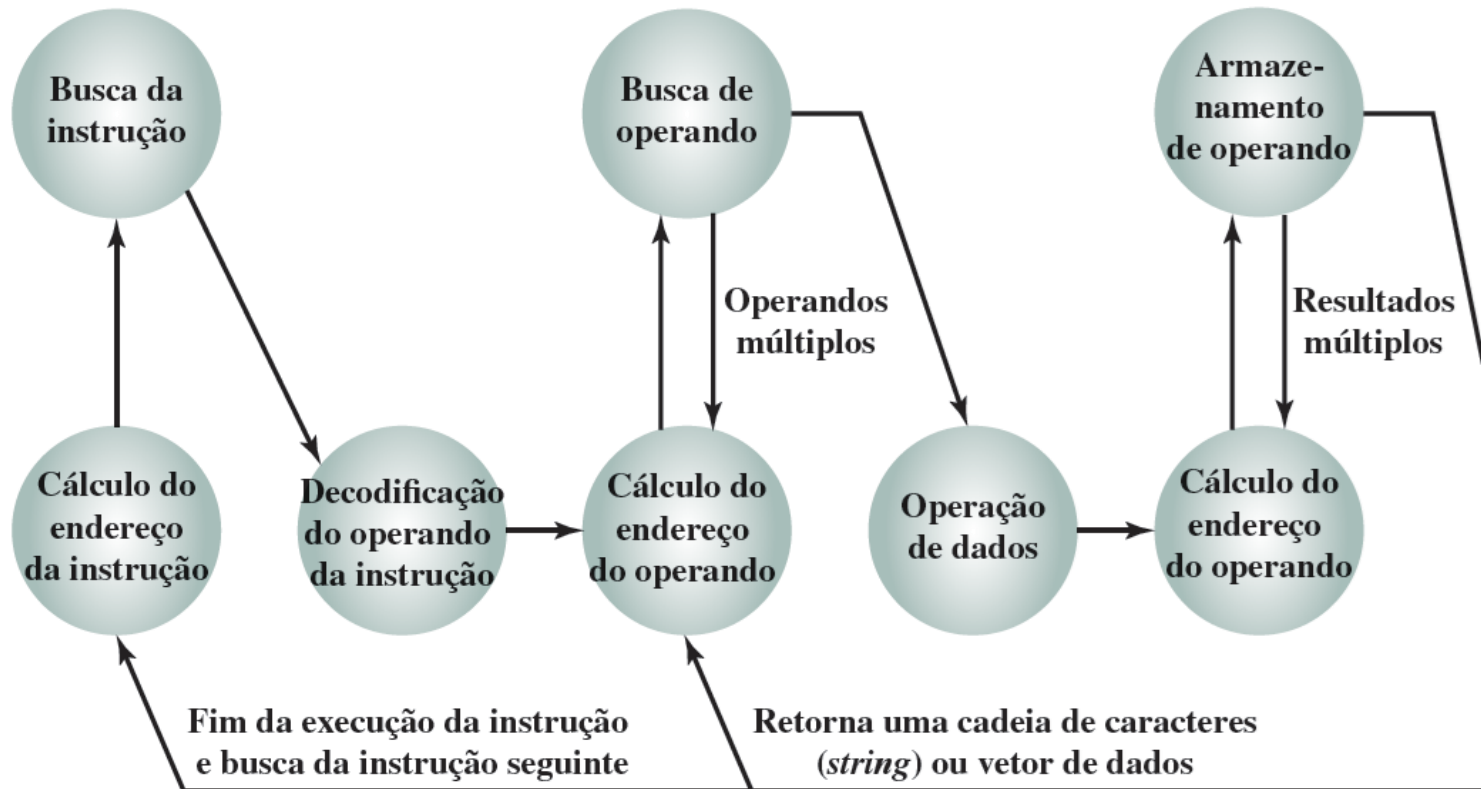 Busca da
instrução
Busca de
operando
Armaze-
namento
de operando
Operandos
múltiplos
Resultados
múltiplos
Cálculo do
endereço
da instrução
Decodificação
do operando
da instrução
Cálculo do
endereço
do operando
Operação
de dados
Cálculo do
endereço
do operando
Fim da execução da instrução
e busca da instrução seguinte
Retorna uma cadeia de caracteres
(string) ou vetor de dados